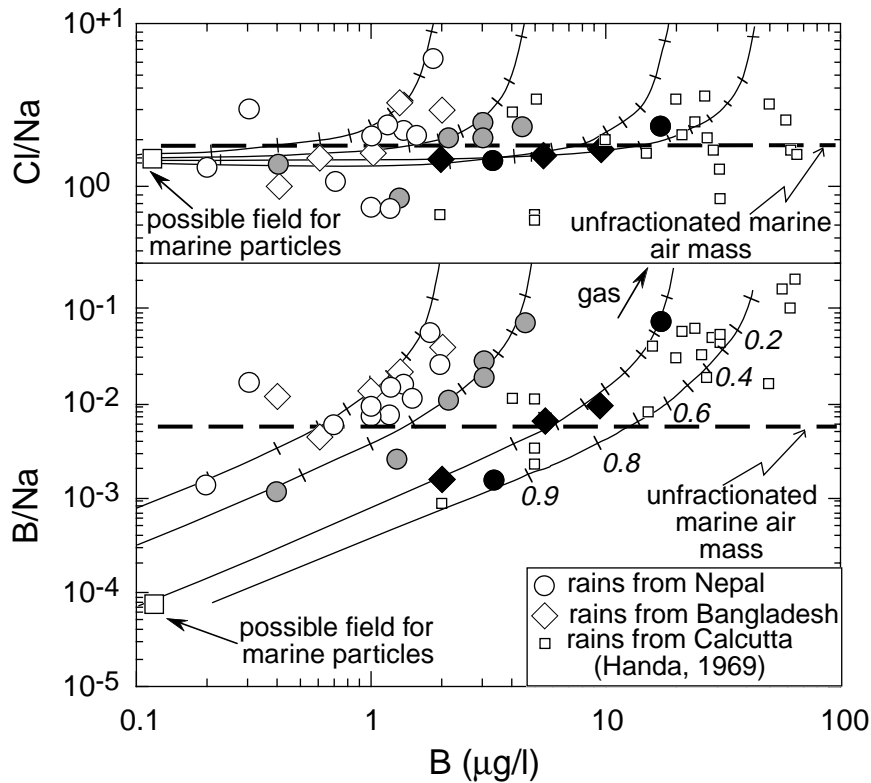 10+1
Cl/Na
100
possible field for
marine particles
unfractionated marine
air mass
10-1
gas
0.2
0.4
10-2
0.6
0.8
B/Na
10-3
0.9
unfractionated
marine air
mass
10-4
possible field for
marine particles
rains from Nepal
rains from Bangladesh
rains from Calcutta
(Handa, 1969)
10-5
0.1
1
10
100
B (μg/l)